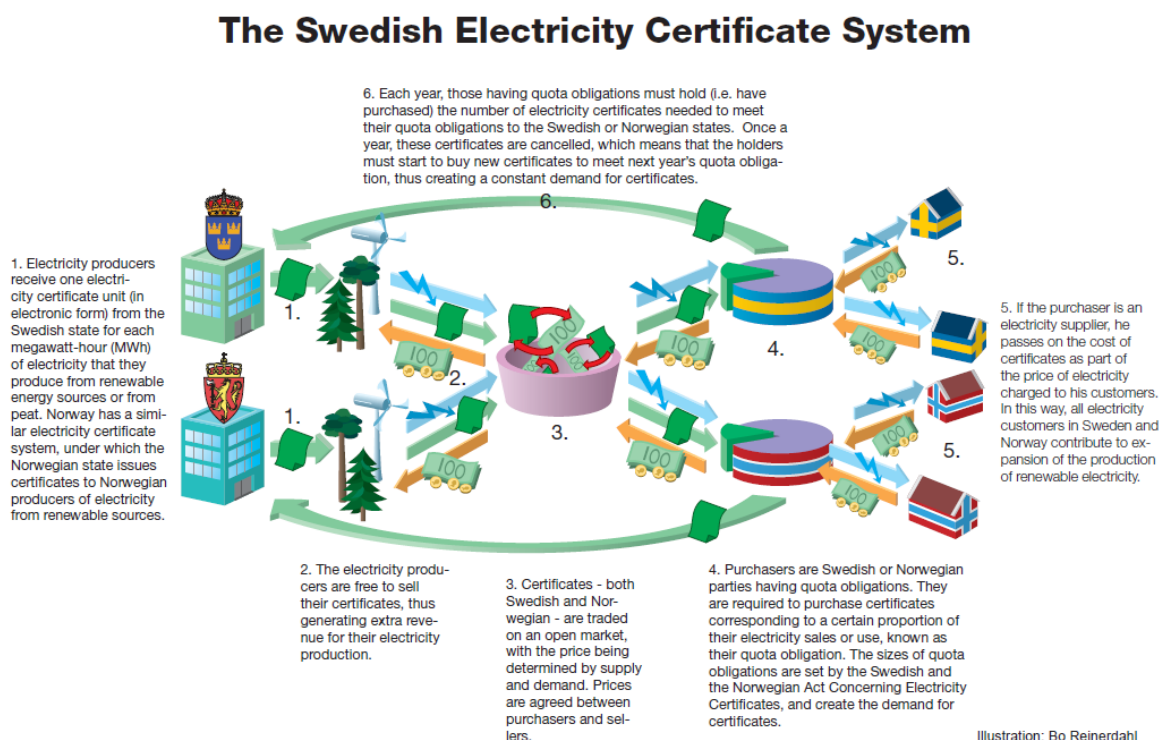 The Swedish Electricity Certificate System
6. Each year, those having quota obligations must hold (i.e. have
purchased) the number of electricity certificates needed to meet
their quota obligations to the Swedish or Norwegian states.  Once a
year, these certificates are cancelled, which means that the holders
must start to buy new certificates to meet next year's quota obliga-
tion, thus creating a constant demand for certificates.
6.
1. Electricity producers
receive one electri-
city certificate unit (in
electronic form) from the
Swedish state for each
megawatt-hour (MWh)
of electricity that they
produce from renewable
energy sources or from
peat. Norway has a simi-
lar electricity certificate
system, under which the
Norwegian state issues
certificates to Norwegian
producers of electricity
from renewable sources.
1.
100
2.
1.
100
100
100
3.
100
100
4.
100
100
5.
100
100
5.
5. If the purchaser is an
electricity supplier, he
passes on the cost of
certificates as part of
the price of electricity
charged to his customers.
In this way, all electricity
customers in Sweden and
Norway contribute to ex-
pansion of the production
of renewable electricity.
2. The electricity produ-
cers are free to sell
their certificates, thus
generating extra reve-
nue for their electricity
production.
3. Certificates - both
Swedish and Nor-
wegian - are traded
on an open market,
with the price being
determined by supply
and demand. Prices
are agreed between
purchasers and sel-
lers.
4. Purchasers are Swedish or Norwegian
parties having quota obligations. They
are required to purchase certificates
corresponding to a certain proportion of
their electricity sales or use, known as
their quota obligation. The sizes of quota
obligations are set by the Swedish and
the Norwegian Act Concerning Electricity
Certificates, and create the demand for
certificates.
Illustration: Bo Reinerdahl